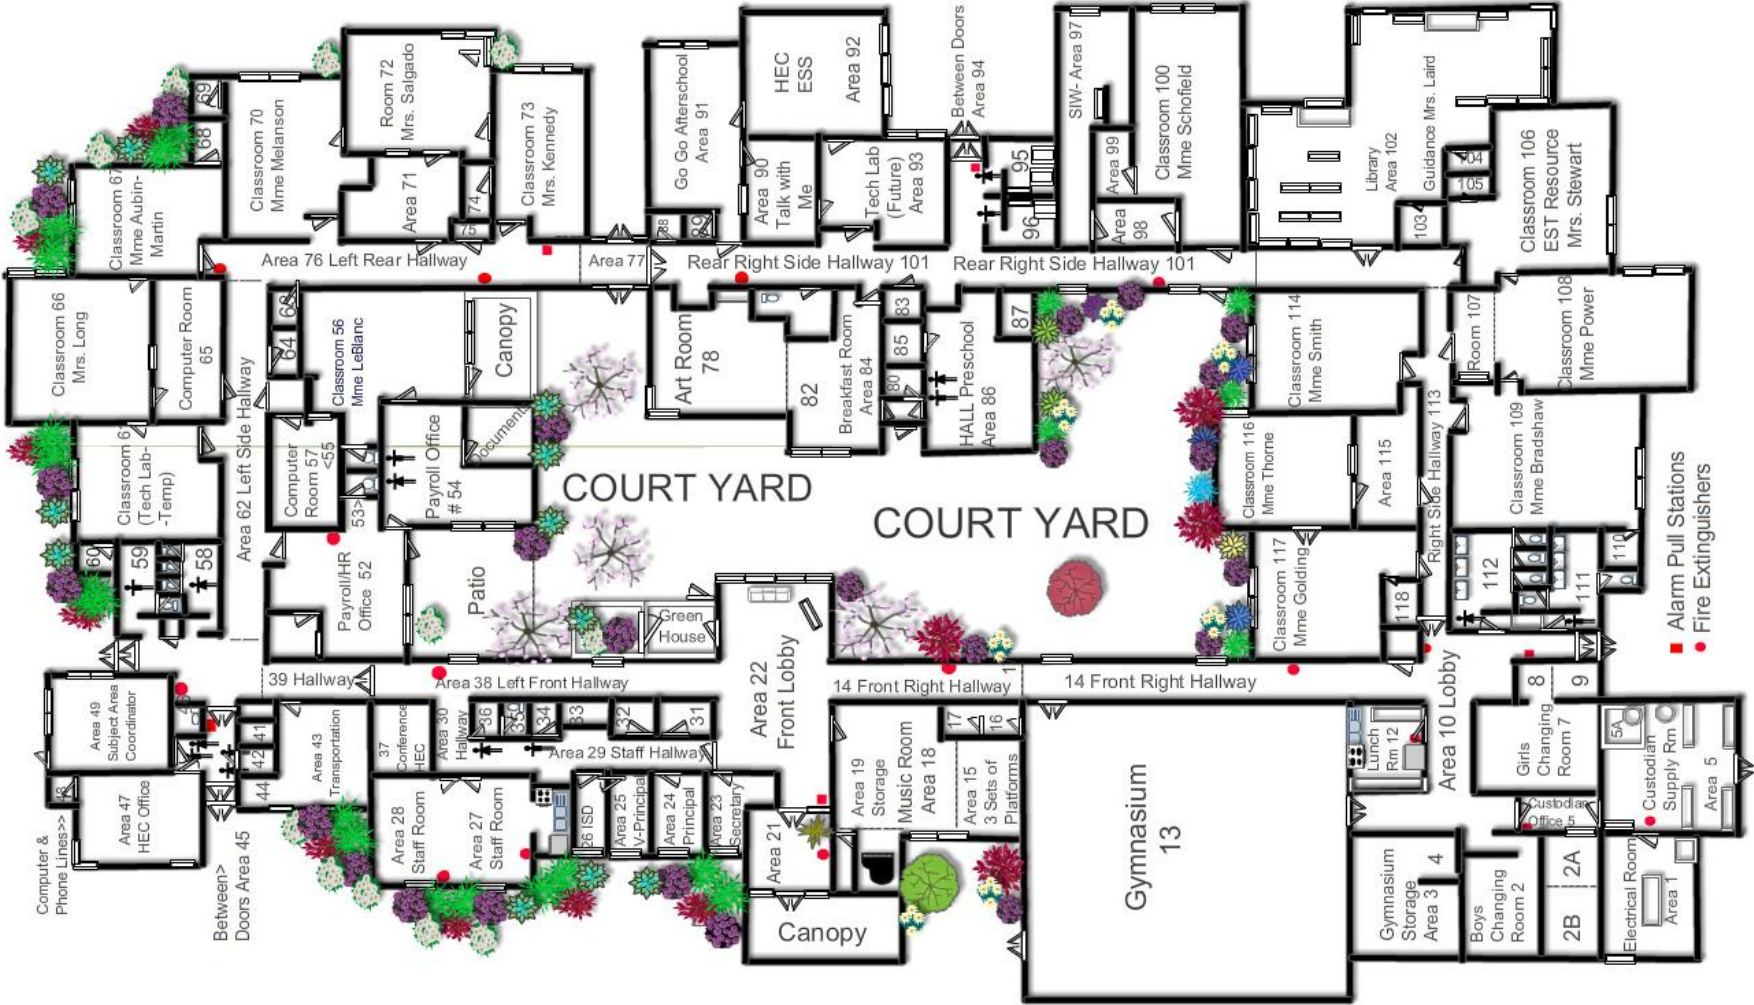 69
68
Classroom 70
Mme Melanson
Room 72
Mrs. Salgado
Classroom 73
Mrs. Kennedy
Area 71
74
75
Classroom 67
Mme Aubin-
Martin
Go Go Afterschool
Area 91
88
89
HEC
ESS
Area 92
Area 90
Talk with
Me
Tech Lab
(Future)
Area 93
Between Doors
Area 94
95
96
SIW- Area 97
Area 99
Area
98
Classroom 100
Mme Schofield
Library
Area 102
Guidance Mrs. Laird
104
105
103
Classroom 106
EST Resource
Mrs. Stewart
Area 76 Left Rear Hallway
Area 77
Rear Right Side Hallway 101
Rear Right Side Hallway 101
Classroom 66
Mrs. Long
Computer Room
65
Area 62 Left Side Hallway
64
Classroom 56
Mme LeBlanc
Canopy
Art Room
78
82
Breakfast Room
Area 84
83
85
80
HALL Preschool
Area 86
87
Classroom 114
Mme Smith
Room 107
Classroom 108
Mme Power
Classroom 61
(Tech Lab-
-Temp)
Computer
Room 57
<55
53>
Payroll Office
# 54
Documents
COURT YARD
COURT YARD
Classroom 116
Mme Thorne
Area 115
Right Side Hallway 113
Classroom 109
Mme Bradshaw
60
59
58
Payroll/HR
Office 52
Patio
Green
House
Classroom 117
Mme Golding
118
112
111
110
Alarm Pull Stations
Fire Extinguishers
Area 49
Subject Area
Coordinator
39 Hallway
Area 38 Left Front Hallway
Area 22
Front Lobby
14 Front Right Hallway
14 Front Right Hallway
Area 10 Lobby
8
9
41
42
44
Area 43
Transportation
37
Conference
HEC
Area 30
Hallway
36
35
34
33
32
31
Area 29 Staff Hallway
Area 47
HEC Office
Computer &
Phone Lines>>
Between>
Doors Area 45
Area 28
Staff Room
Area 27
Staff Room
26 ISD
Area 25
V-Principal
Area 24
Principal
Area 23
Secretary
Area 21
Canopy
Area 19
Storage
Music Room
Area 18
17
16
Area 15
3 Sets of
Platforms
Gymnasium
13
Lunch
Rm 12
Girls
Changing
Room 7
5A
Custodian
Supply Rm
Area 5
Custodian
Office 5
Gymnasium
Storage
Area 3
4
Boys
Changing
Room 2
2A
2B
Electrical Room
Area 1